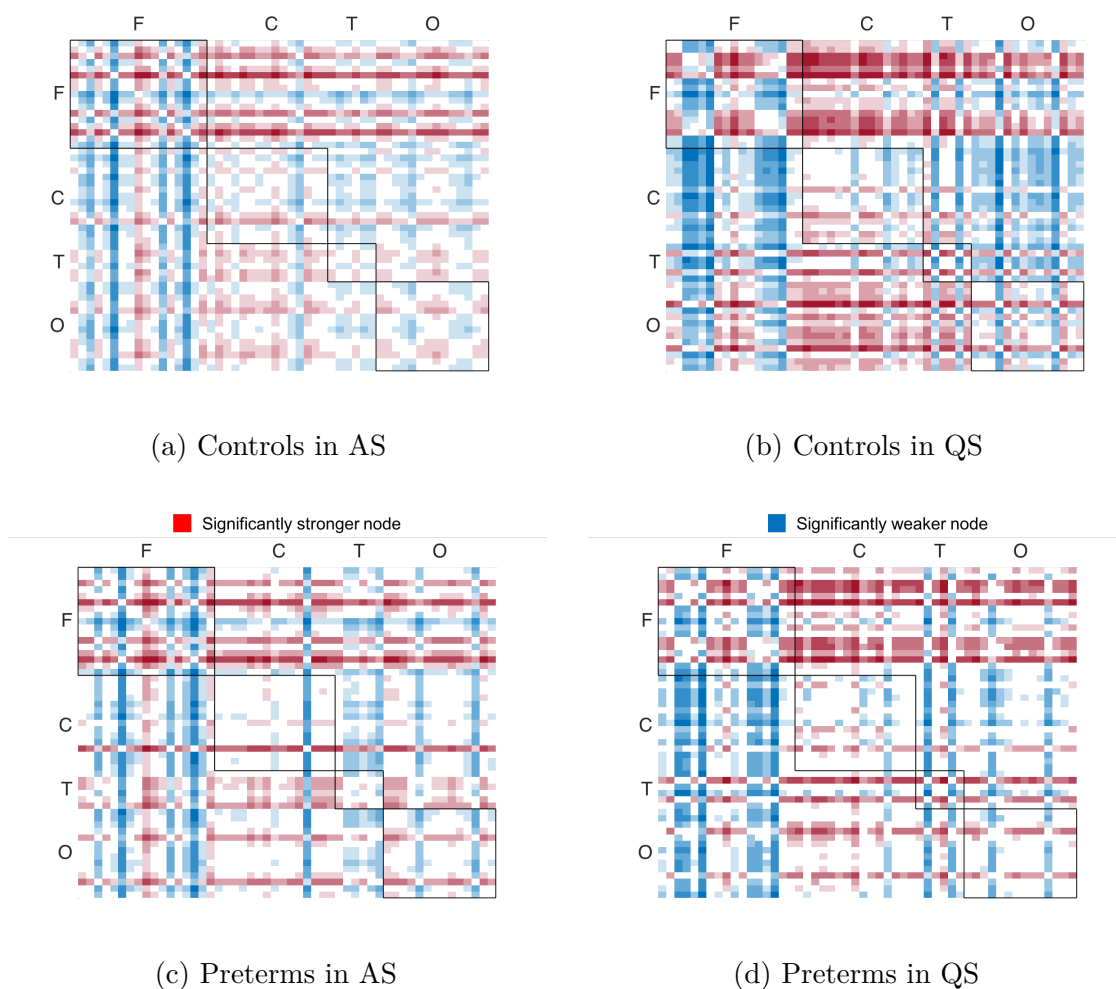 F C T O
F C T O
F
C
T
O
F
C
T
O
(a) Controls in AS
(b) Controls in QS
Significantly stronger node
Significantly weaker node
F C T O
F C T O
F
C
T
O
F
C
T
O
(c) Preterms in AS
(d) Preterms in QS